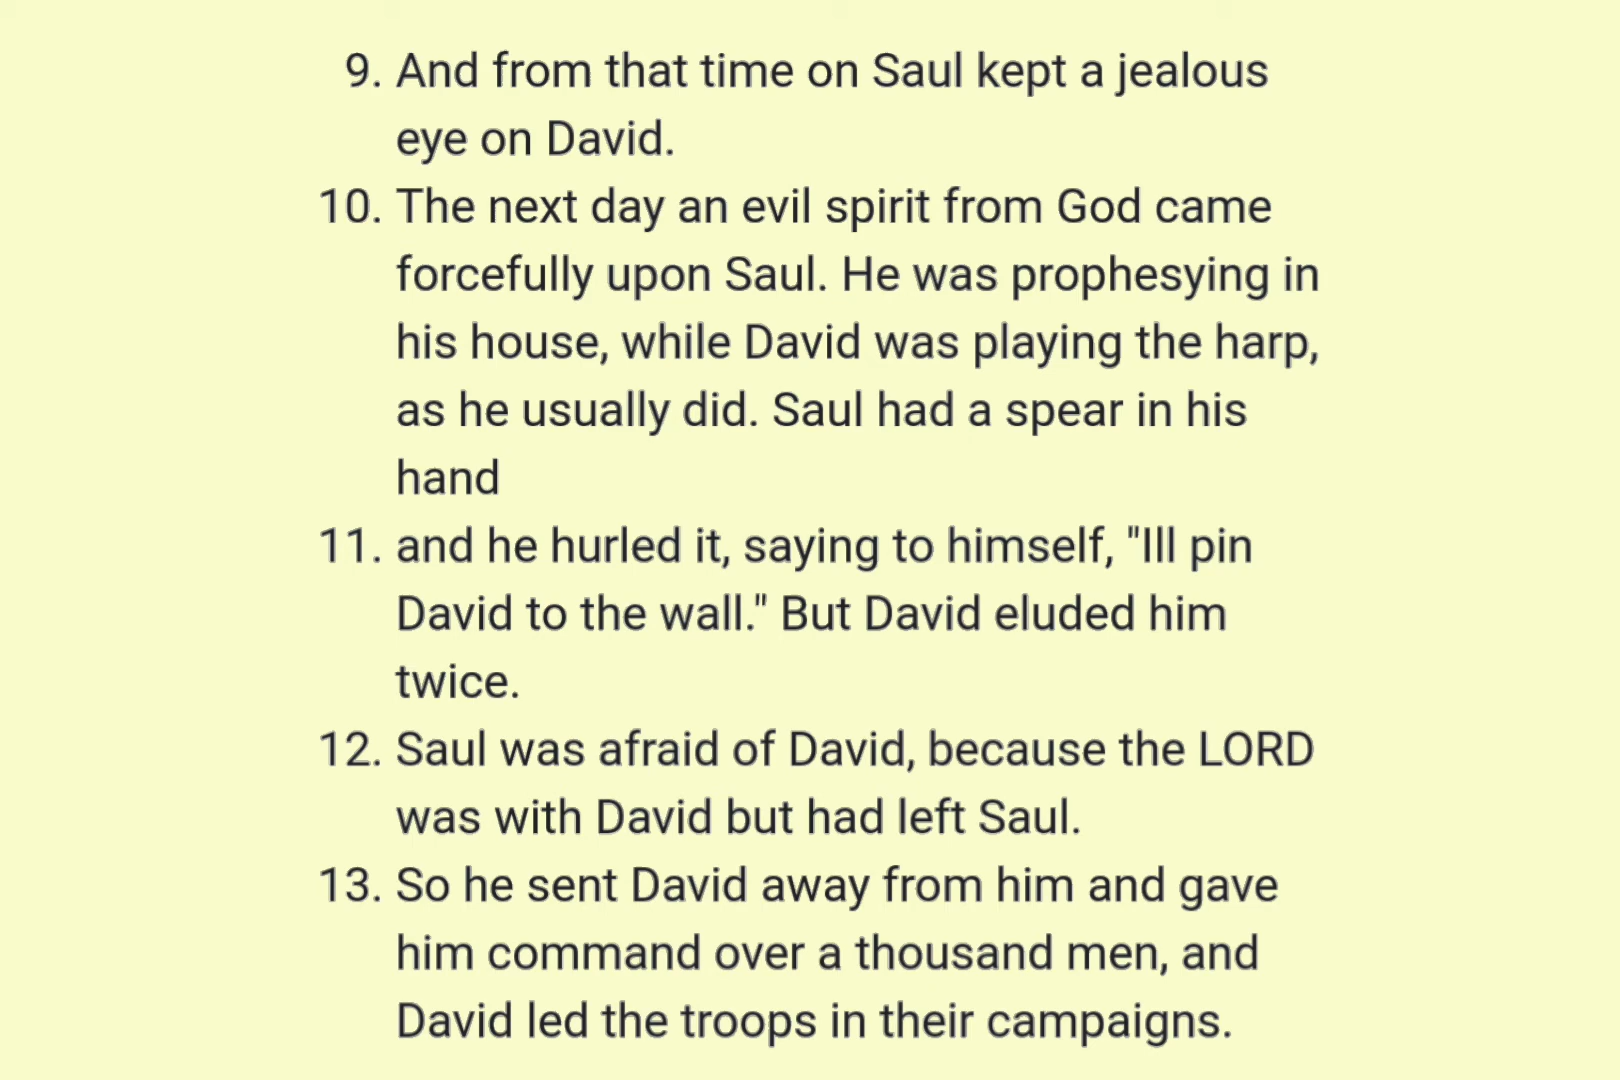 9. And from that time on Saul kept a jealous
eye on David.
10. The next day an evil spirit from God came
forcefully upon Saul. He was prophesying in
his house, while David was playing the harp,
as he usually did. Saul had a spear in his
hand
11. and he hurled it, saying to himself, "Ill pin
David to the wall." But David eluded him
twice.
12. Saul was afraid of David, because the LORD
was with David but had left Saul.
13. So he sent David away from him and gave
him command over a thousand men, and
David led the troops in their campaigns.